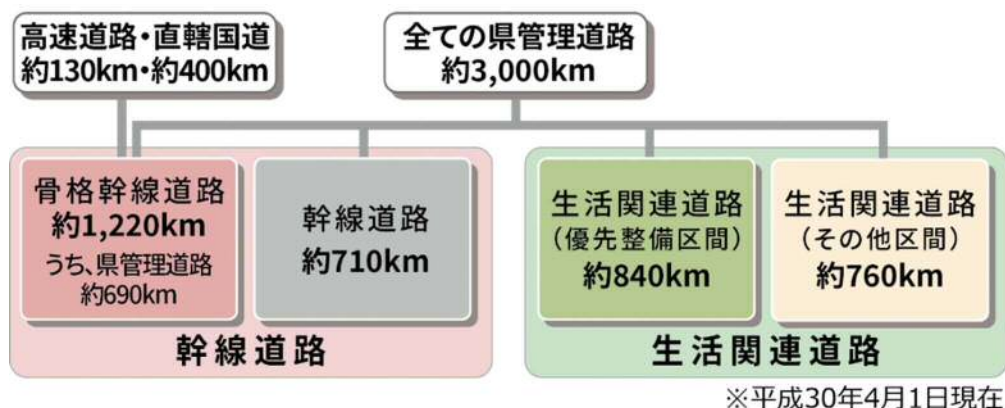 高速道路・直轄国道
約130km・約400km
全ての県管理道路
約3,000km
骨格幹線道路
約1,220km
うち、県管理道路
約690km
幹線道路
約710km
生活関連道路
(優先整備区間)
約840km
生活関連道路
(その他区間)
約760km
幹線道路
生活関連道路
※平成30年4月1日現在